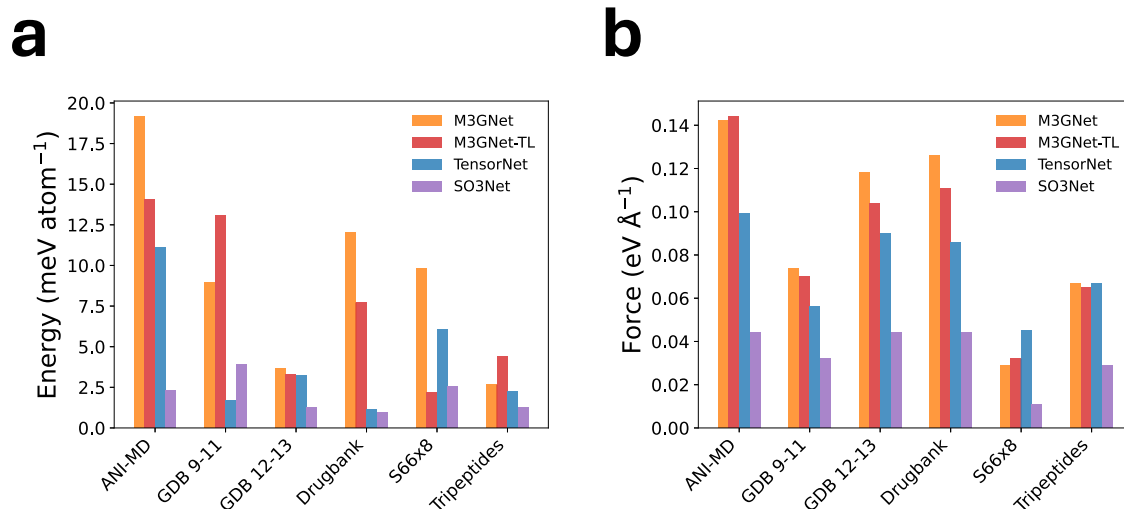 a
Energy (meV atom⁻¹)
20.0
17.5
15.0
12.5
10.0
7.5
5.0
2.5
0.0
M3GNet
M3GNet-TL
TensorNet
SO3Net
ANI-MD
GDB 9-11
GDB 12-13
Drugbank
S66x8
Tripeptides
b
Force (eV Å⁻¹)
0.14
0.12
0.10
0.08
0.06
0.04
0.02
0.00
M3GNet
M3GNet-TL
TensorNet
SO3Net
ANI-MD
GDB 9-11
GDB 12-13
Drugbank
S66x8
Tripeptides